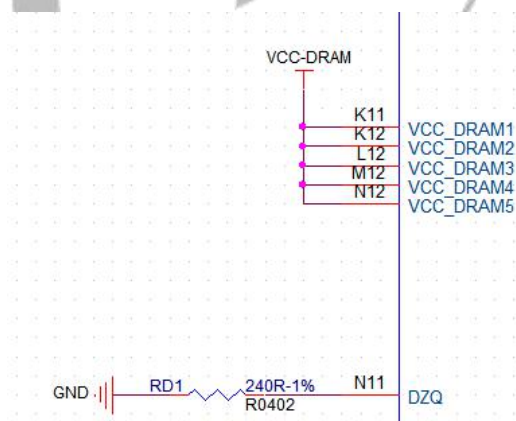 VCC-DRAM
K11 VCC_DRAM1
K12 VCC_DRAM2
L12 VCC_DRAM3
M12 VCC_DRAM4
N12 VCC_DRAM5
GND RD1 240R-1% N11 DZQ
R0402